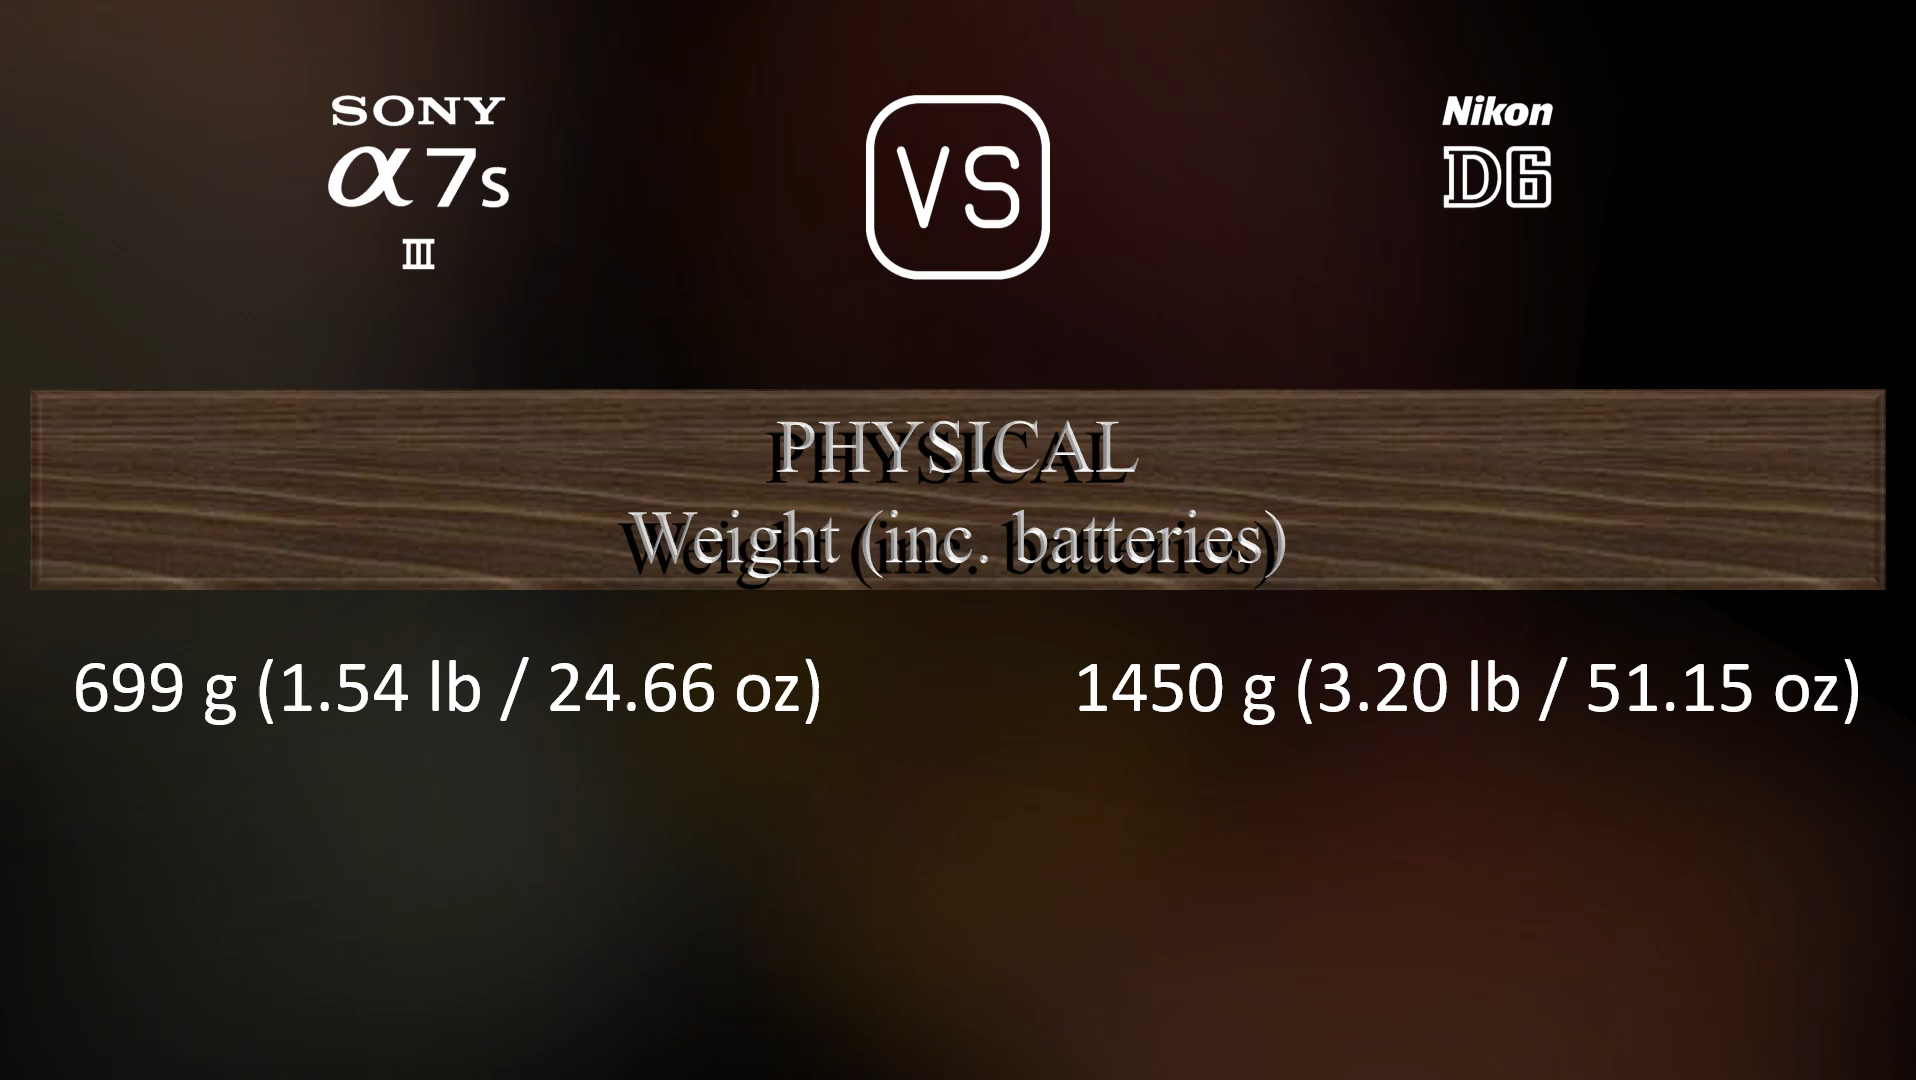 SONY
α7s
III
VS
Nikon
D6
PHYSICAL
Weight (inc. batteries)
699 g (1.54 lb / 24.66 oz)
1450 g (3.20 lb / 51.15 oz)